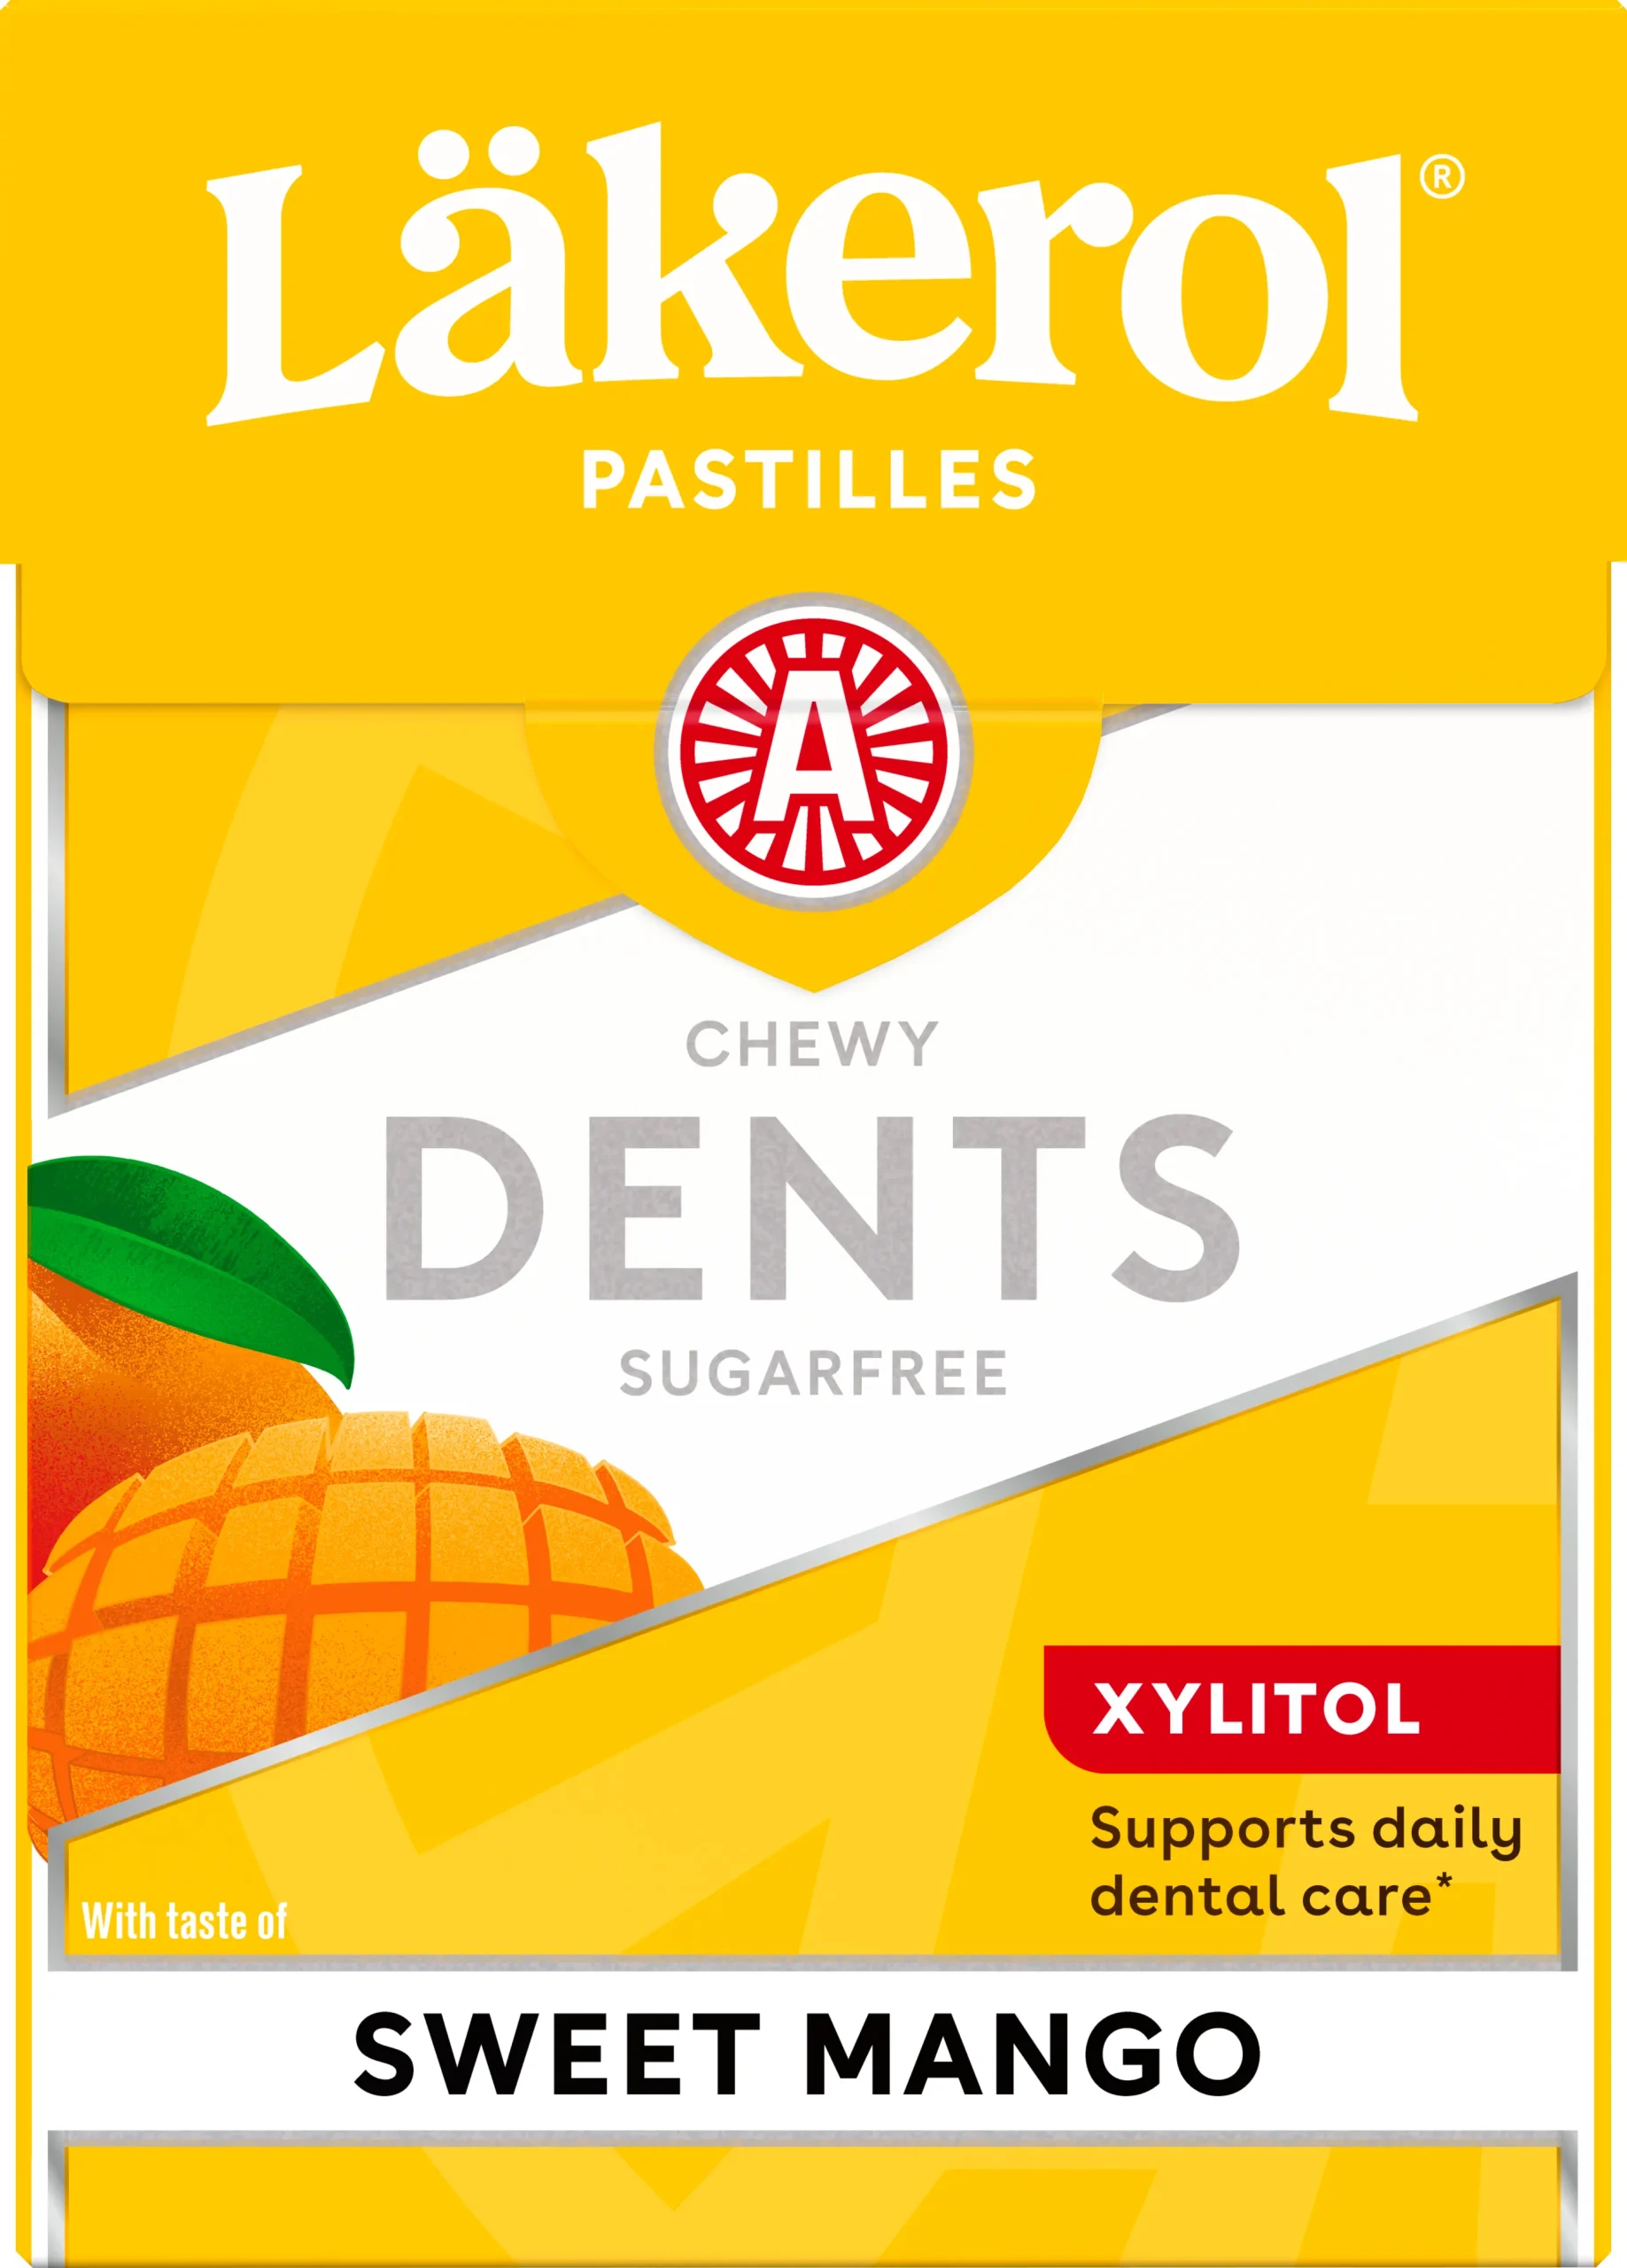 Läkerol®
PASTILLES
A
CHEWY
DENTS
SUGARFREE
XYLITOL
Supports daily
dental care*
With taste of
SWEET MANGO